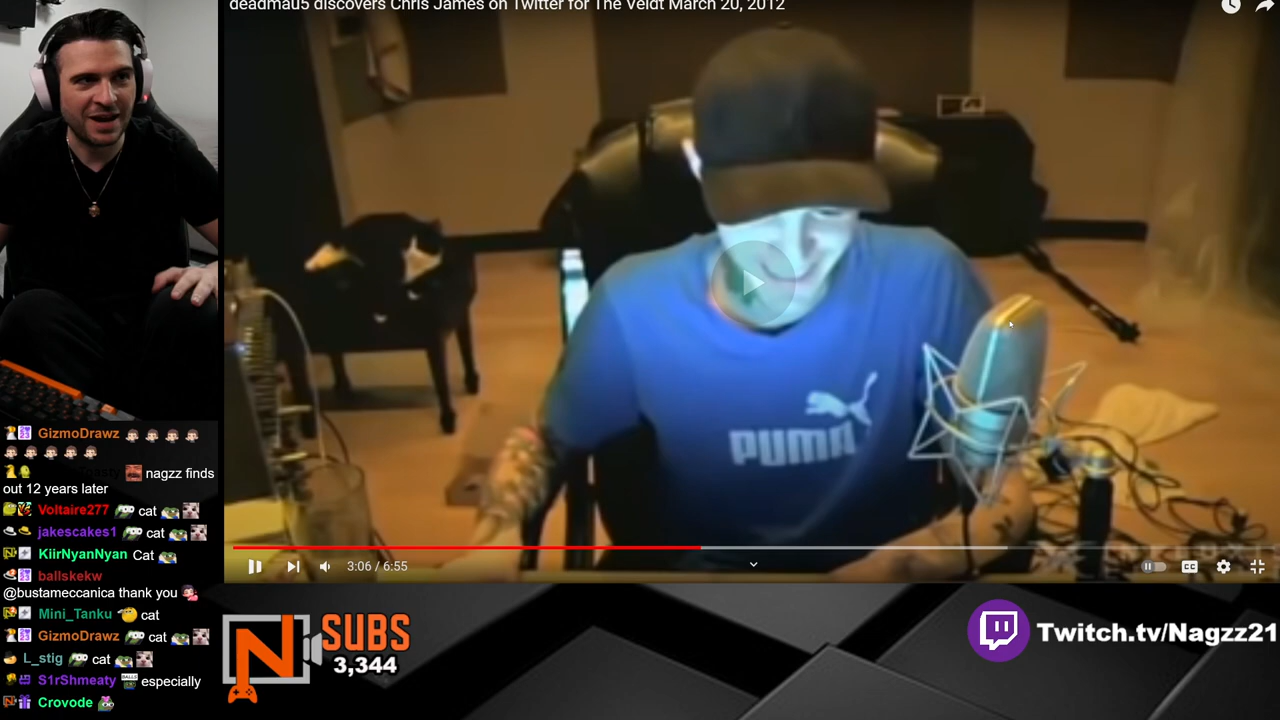 deadmau5 discovers Chris James on Twitter for The Veldt March 20, 2012
PUMA
3:06 / 6:55
CC
GizmoDrawz
nagzz finds
out 12 years later
Voltaire277 cat
jakescakes1 cat
KiirNyanNyan Cat
ballskekw
@bustameccanica thank you
Mini_Tanku cat
GizmoDrawz cat
L_stig cat
S1rShmeaty BALLS especially
Crovode
N SUBS
3,344
Twitch.tv/Nagzz21